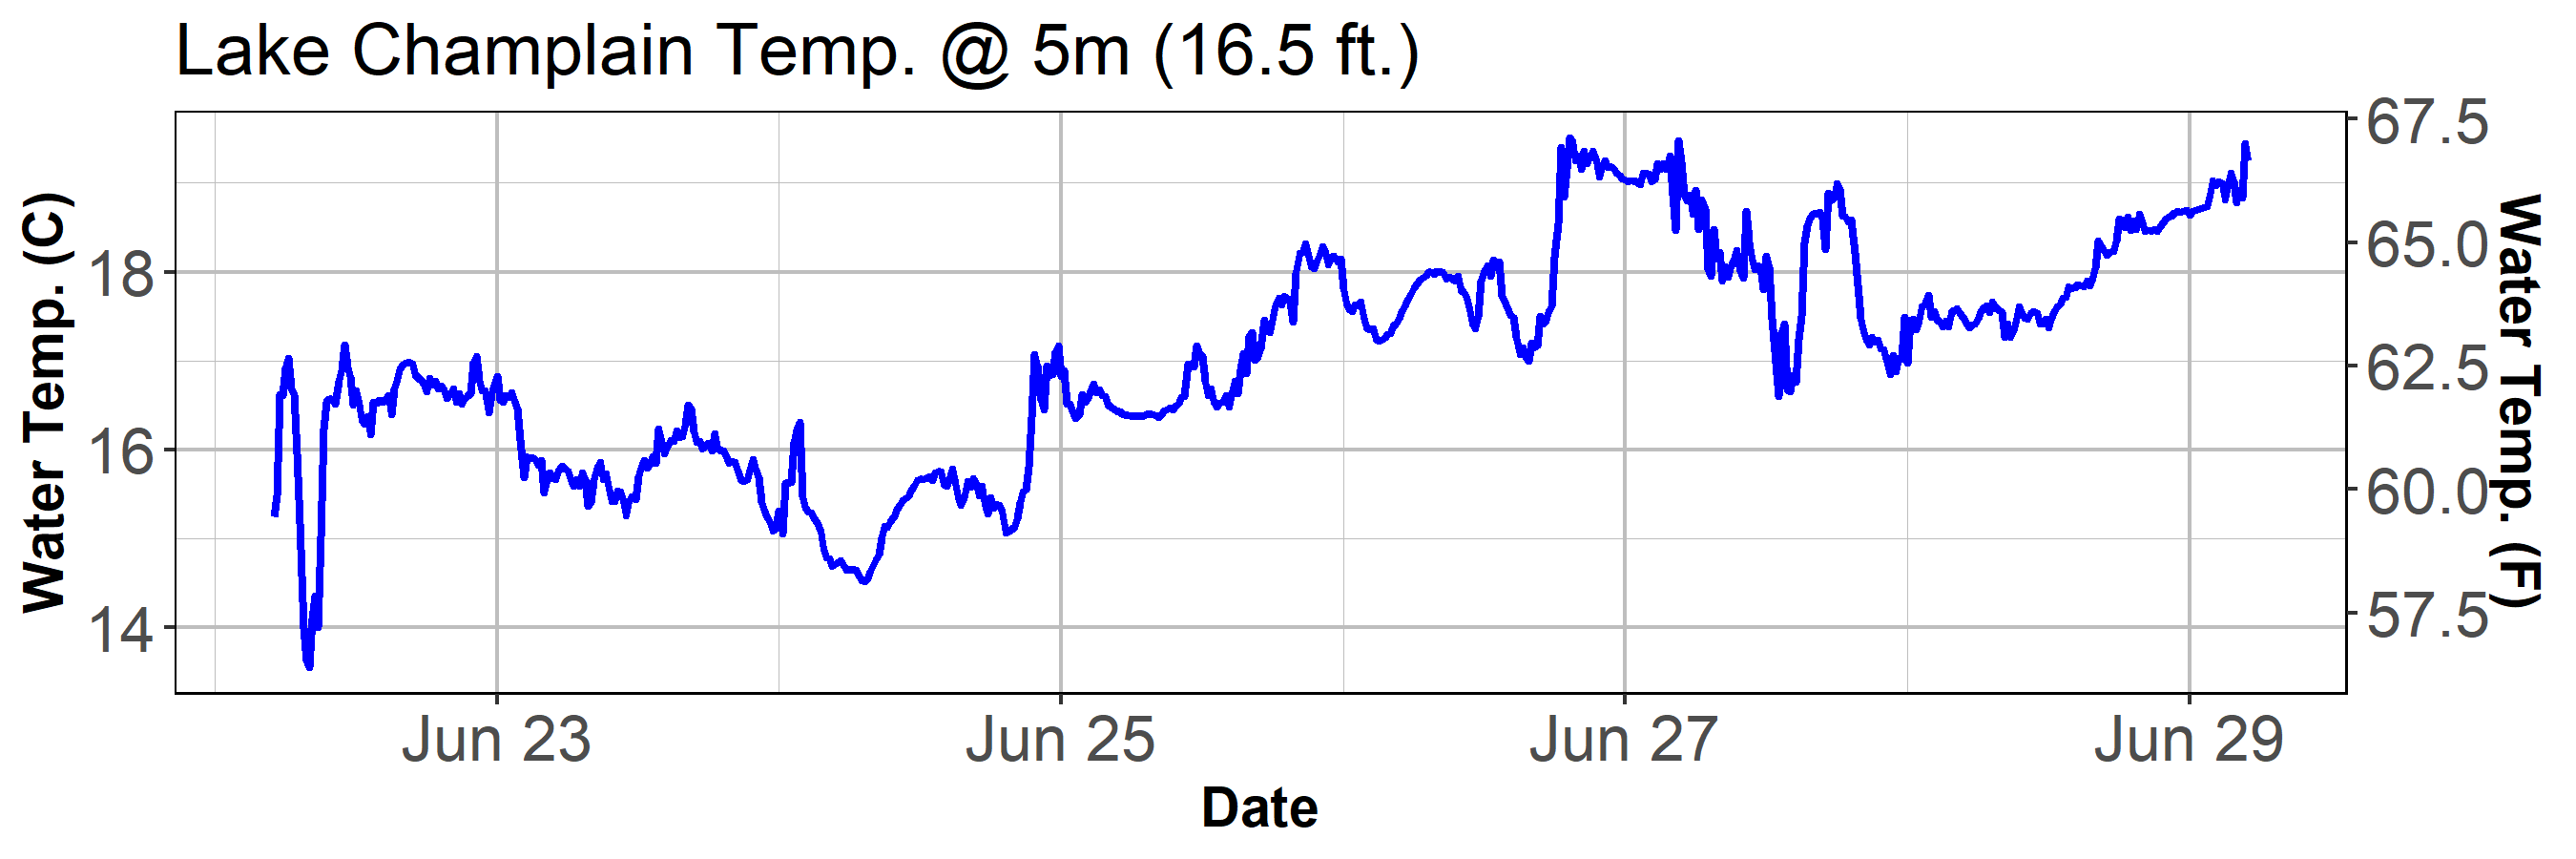 Lake Champlain Temp. @ 5m (16.5 ft.)
Water Temp. (C)
18
16
14
67.5
65.0
62.5
60.0
57.5
Water Temp. (F)
Jun 23
Jun 25
Jun 27
Jun 29
Date